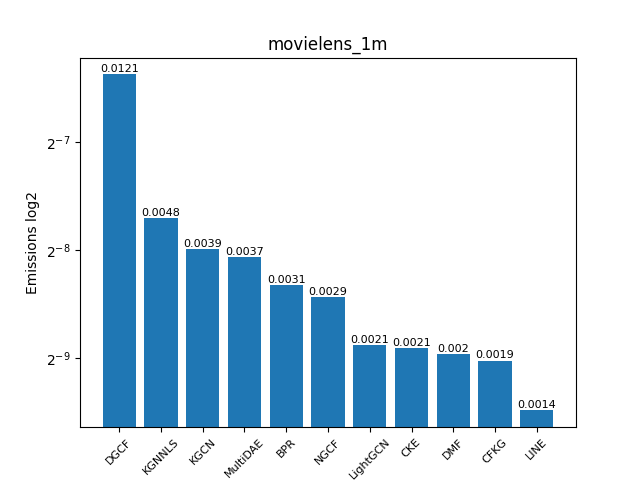 movielens_1m
Emissions log2
2⁻⁷
2⁻⁸
2⁻⁹
0.0121
0.0048
0.0039
0.0037
0.0031
0.0029
0.0021
0.0021
0.002
0.0019
0.0014
DGCF
KGNNLS
KGCN
MultiDAE
BPR
NGCF
LightGCN
CKE
DMF
CFKG
LINE